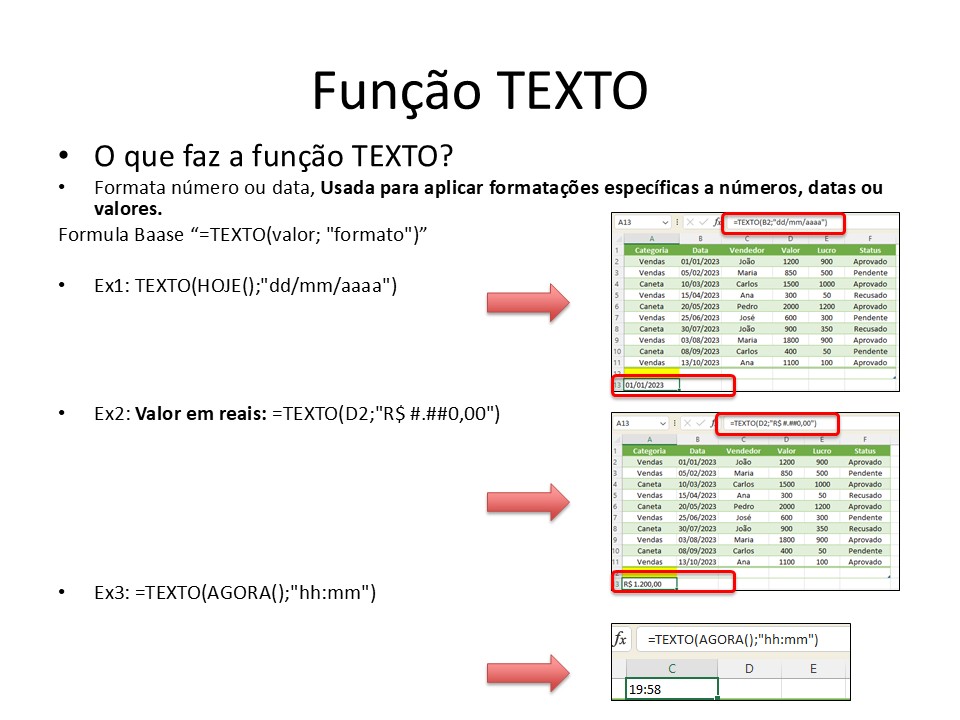 Função TEXTO
• O que faz a função TEXTO?
• Formata número ou data, Usada para aplicar formatações específicas a números, datas ou
valores.
Formula Baase “=TEXTO(valor; "formato")”
• Ex1: TEXTO(HOJE();"dd/mm/aaaa")
A13 fx =TEXTO(B2;"dd/mm/aaaa")
A B C D E F
1 Categoria Data Vendedor Valor Lucro Status
2 Vendas 01/01/2023 João 1200 900 Aprovado
3 Vendas 05/02/2023 Maria 850 500 Pendente
4 Caneta 10/03/2023 Carlos 1500 1000 Aprovado
5 Vendas 15/04/2023 Ana 300 50 Recusado
6 Caneta 20/05/2023 Pedro 2000 1200 Aprovado
7 Vendas 25/06/2023 José 600 300 Pendente
8 Caneta 30/07/2023 João 900 350 Recusado
9 Vendas 03/08/2023 Maria 1800 900 Aprovado
10 Caneta 08/09/2023 Carlos 400 50 Pendente
11 Vendas 13/10/2023 Ana 1100 100 Aprovado
13 01/01/2023
• Ex2: Valor em reais: =TEXTO(D2;"R$ #.##0,00")
A13 =TEXTO(D2;"R$ #.##0,00")
A B C D E F
1 Categoria Data Vendedor Valor Lucro Status
2 Vendas 01/01/2023 João 1200 900 Aprovado
3 Vendas 05/02/2023 Maria 850 500 Pendente
4 Caneta 10/03/2023 Carlos 1500 1000 Aprovado
5 Vendas 15/04/2023 Ana 300 50 Recusado
6 Caneta 20/05/2023 Pedro 2000 1200 Aprovado
7 Vendas 25/06/2023 José 600 300 Pendente
8 Caneta 30/07/2023 João 900 350 Recusado
9 Vendas 03/08/2023 Maria 1800 900 Aprovado
10 Caneta 08/09/2023 Carlos 400 50 Pendente
11 Vendas 13/10/2023 Ana 1100 100 Aprovado
R$ 1.200,00
• Ex3: =TEXTO(AGORA();"hh:mm")
fx =TEXTO(AGORA();"hh:mm")
C D E
19:58